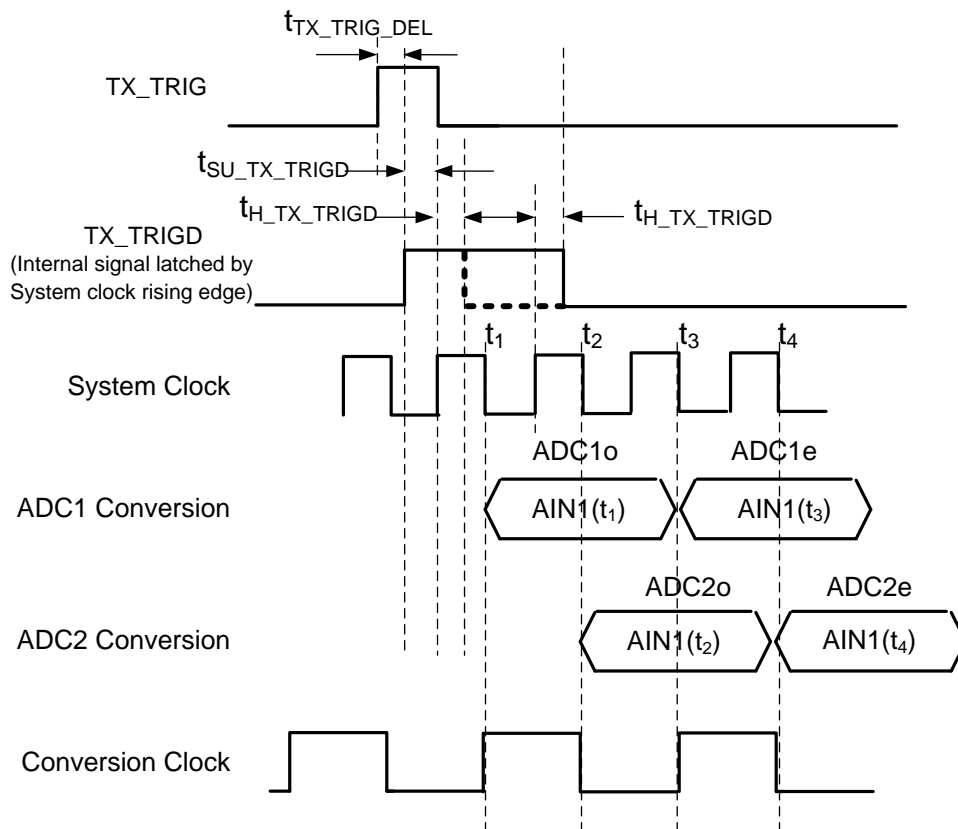 tTX_TRIG_DEL
TX_TRIG
tSU_TX_TRIGD
tH_TX_TRIGD
tH_TX_TRIGD
TX_TRIGD
(Internal signal latched by
System clock rising edge)
t1 t2 t3 t4
System Clock
ADC1o ADC1e
ADC1 Conversion
AIN1(t1) AIN1(t3)
ADC2o ADC2e
ADC2 Conversion
AIN1(t2) AIN1(t4)
Conversion Clock